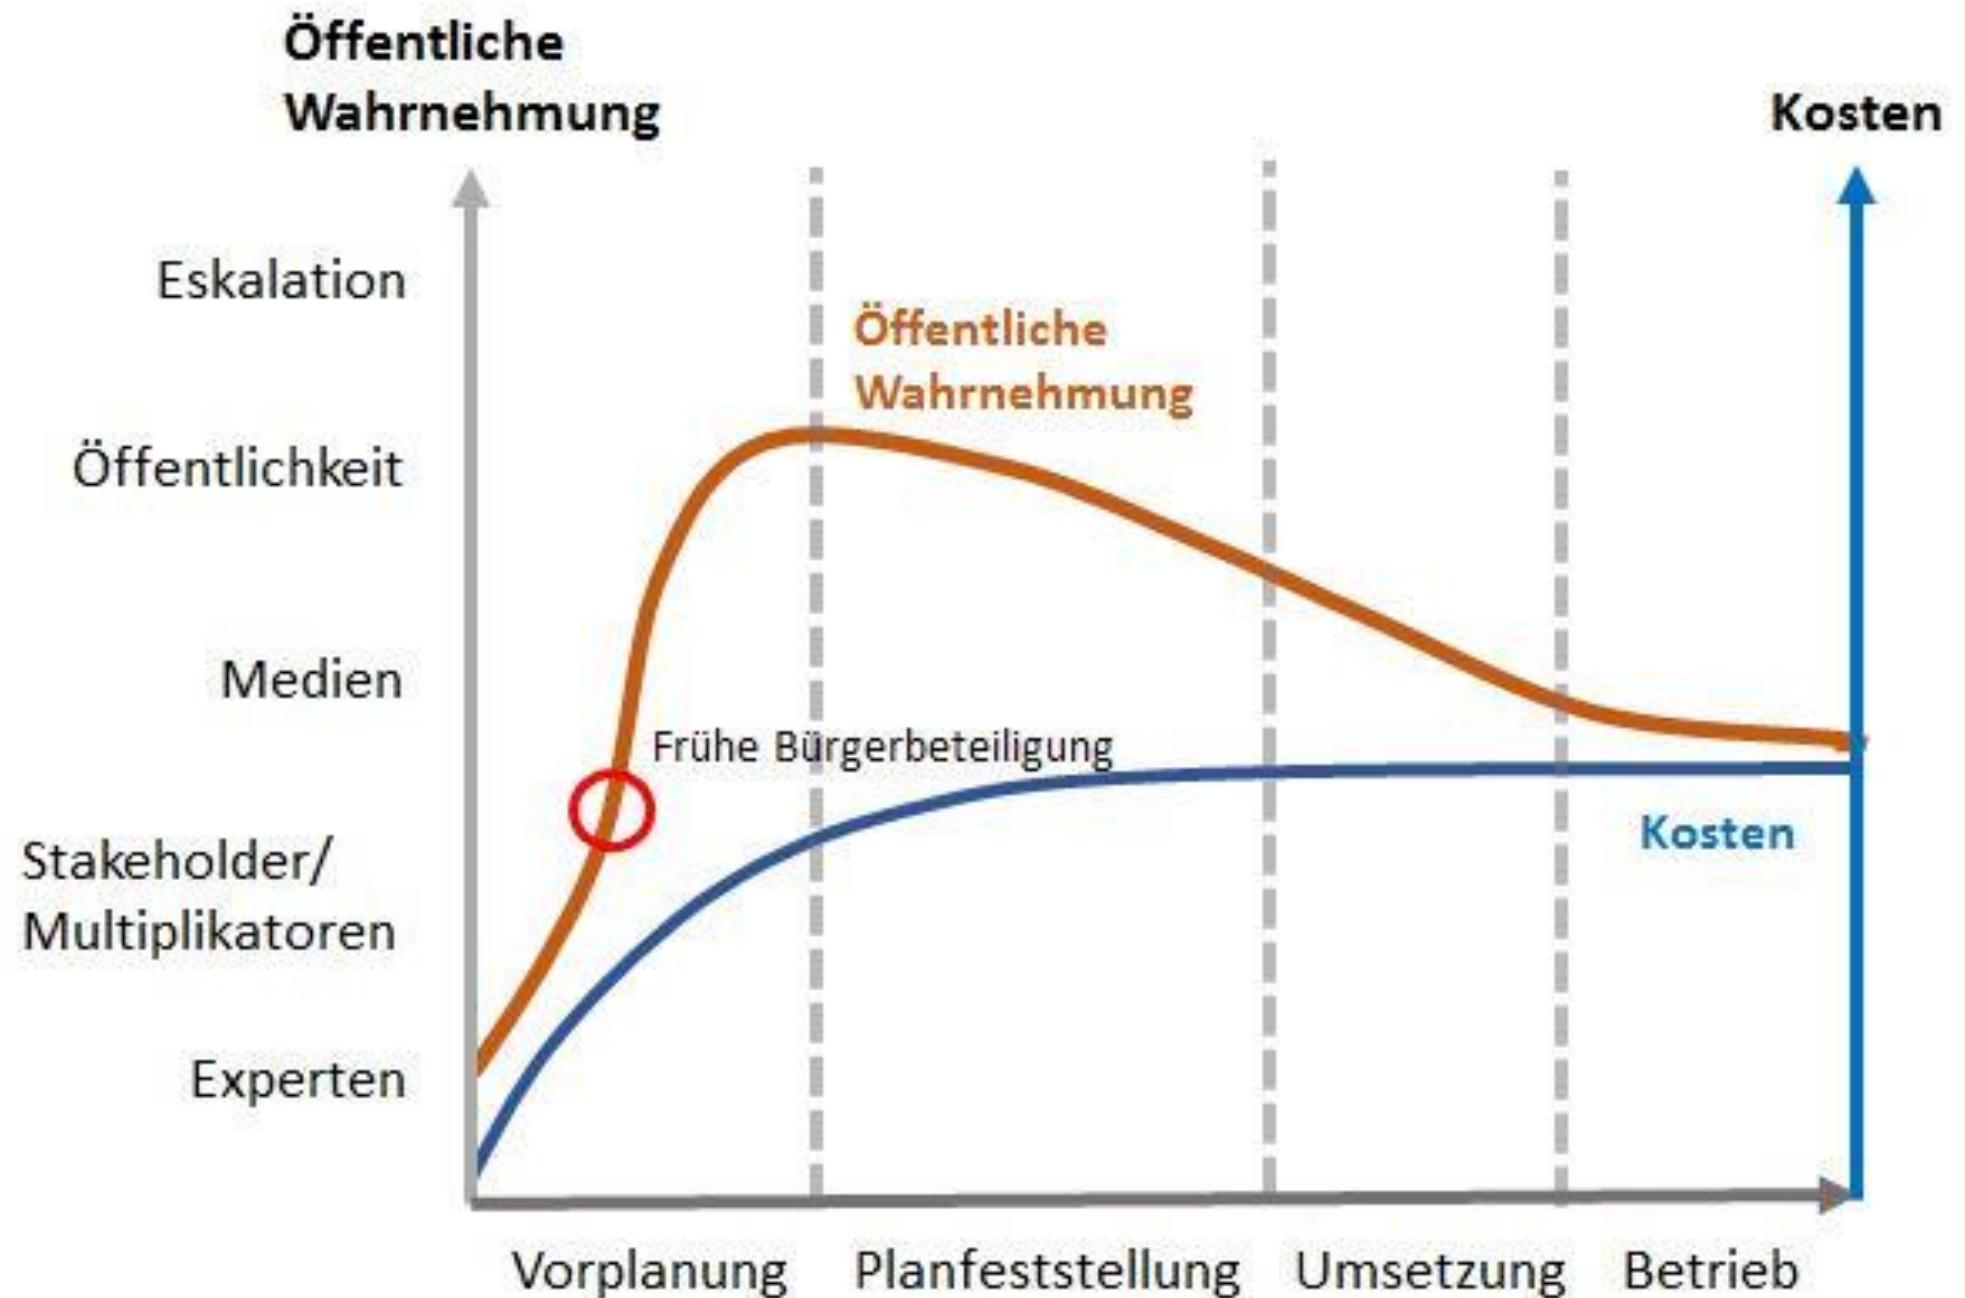 Öffentliche
Wahrnehmung
Kosten
Eskalation
Öffentliche
Wahrnehmung
Öffentlichkeit
Medien
Frühe Bürgerbeteiligung
Stakeholder/
Multiplikatoren
Kosten
Experten
Vorplanung
Planfeststellung
Umsetzung
Betrieb